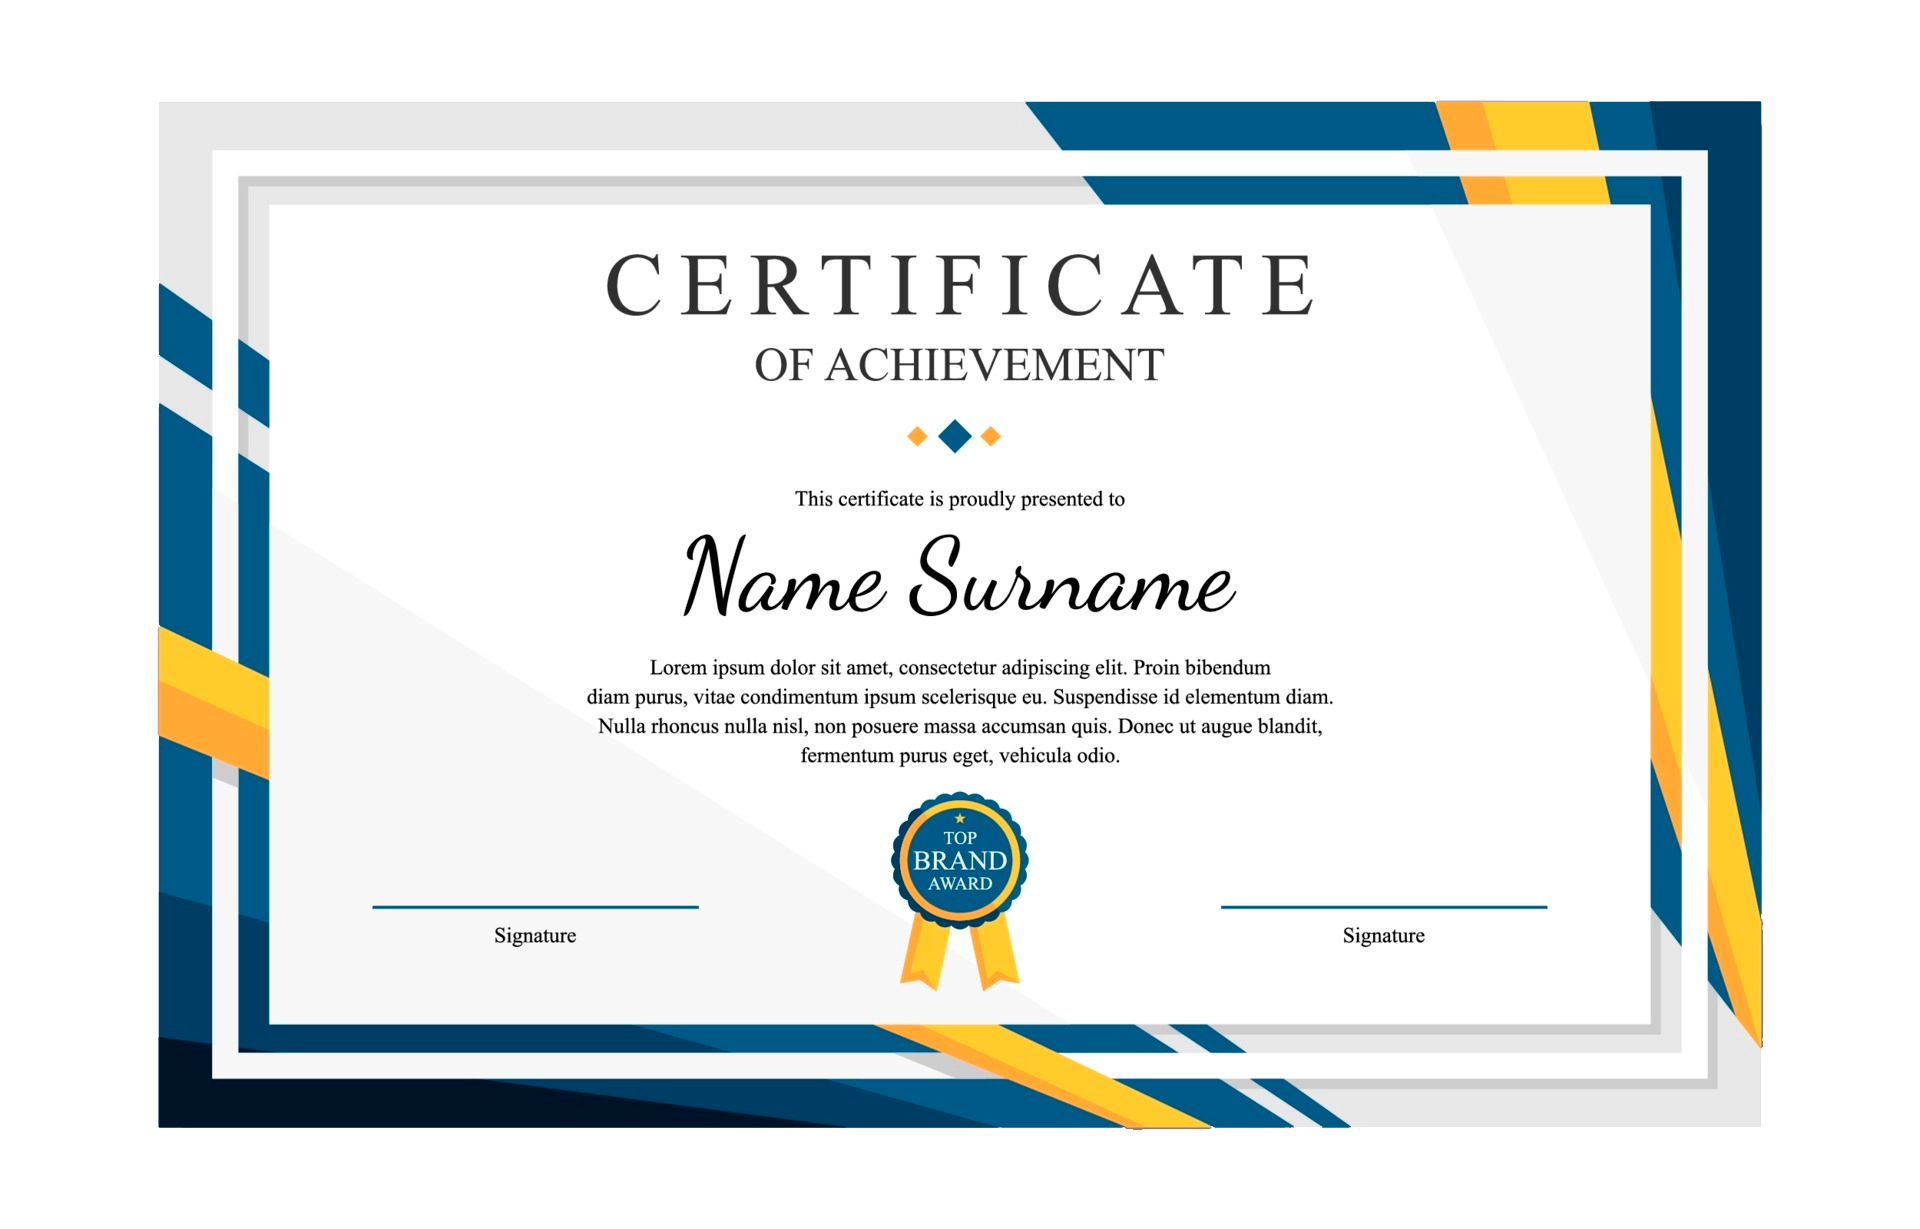 CERTIFICATE
OF ACHIEVEMENT
This certificate is proudly presented to
Name Surname
Lorem ipsum dolor sit amet, consectetur adipiscing elit. Proin bibendum
diam purus, vitae condimentum ipsum scelerisque eu. Suspendisse id elementum diam.
Nulla rhoncus nulla nisl, non posuere massa accumsan quis. Donec ut augue blandit,
fermentum purus eget, vehicula odio.
TOP
BRAND
AWARD
Signature
Signature